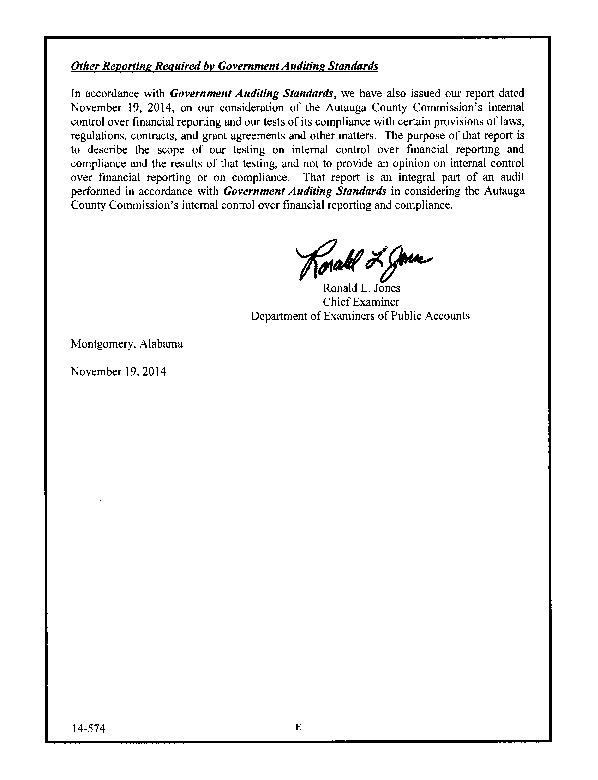 Other Reporting Required by Government Auditing Standards
In accordance with Government Auditing Standards, we have also issued our report dated
November 19, 2014, on our consideration of the Autauga County Commission's internal
control over financial reporting and our tests of its compliance with certain provisions of laws,
regulations, contracts, and grant agreements and other matters. The purpose of that report is
to describe the scope of our testing on internal control over financial reporting and
compliance and the results of that testing, and not to provide an opinion on internal control
over financial reporting or on compliance. That report is an integral part of an audit
performed in accordance with Government Auditing Standards in considering the Autauga
County Commission's internal control over financial reporting and compliance.
Ronald L Jones
Ronald L. Jones
Chief Examiner
Department of Examiners of Public Accounts
Montgomery, Alabama
November 19, 2014
14-574 E